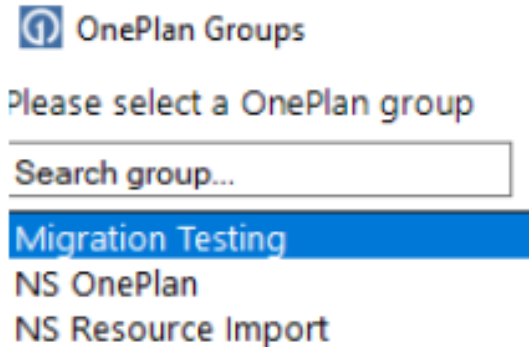 OnePlan Groups
Please select a OnePlan group
Search group...
Migration Testing
NS OnePlan
NS Resource Import